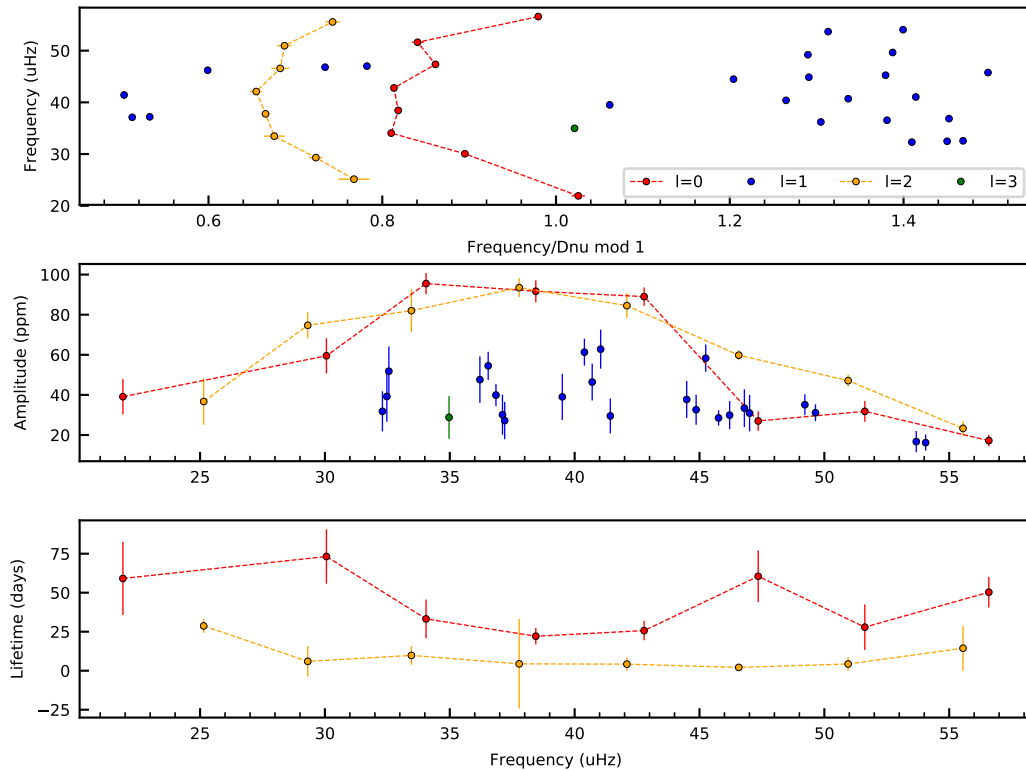 Frequency (uHz)
50
40
30
20
0.6 0.8 1.0 1.2 1.4
l=0 l=1 l=2 l=3
Frequency/Dnu mod 1
Amplitude (ppm)
100
80
60
40
20
25 30 35 40 45 50 55
Lifetime (days)
75
50
25
0
−25
25 30 35 40 45 50 55
Frequency (uHz)